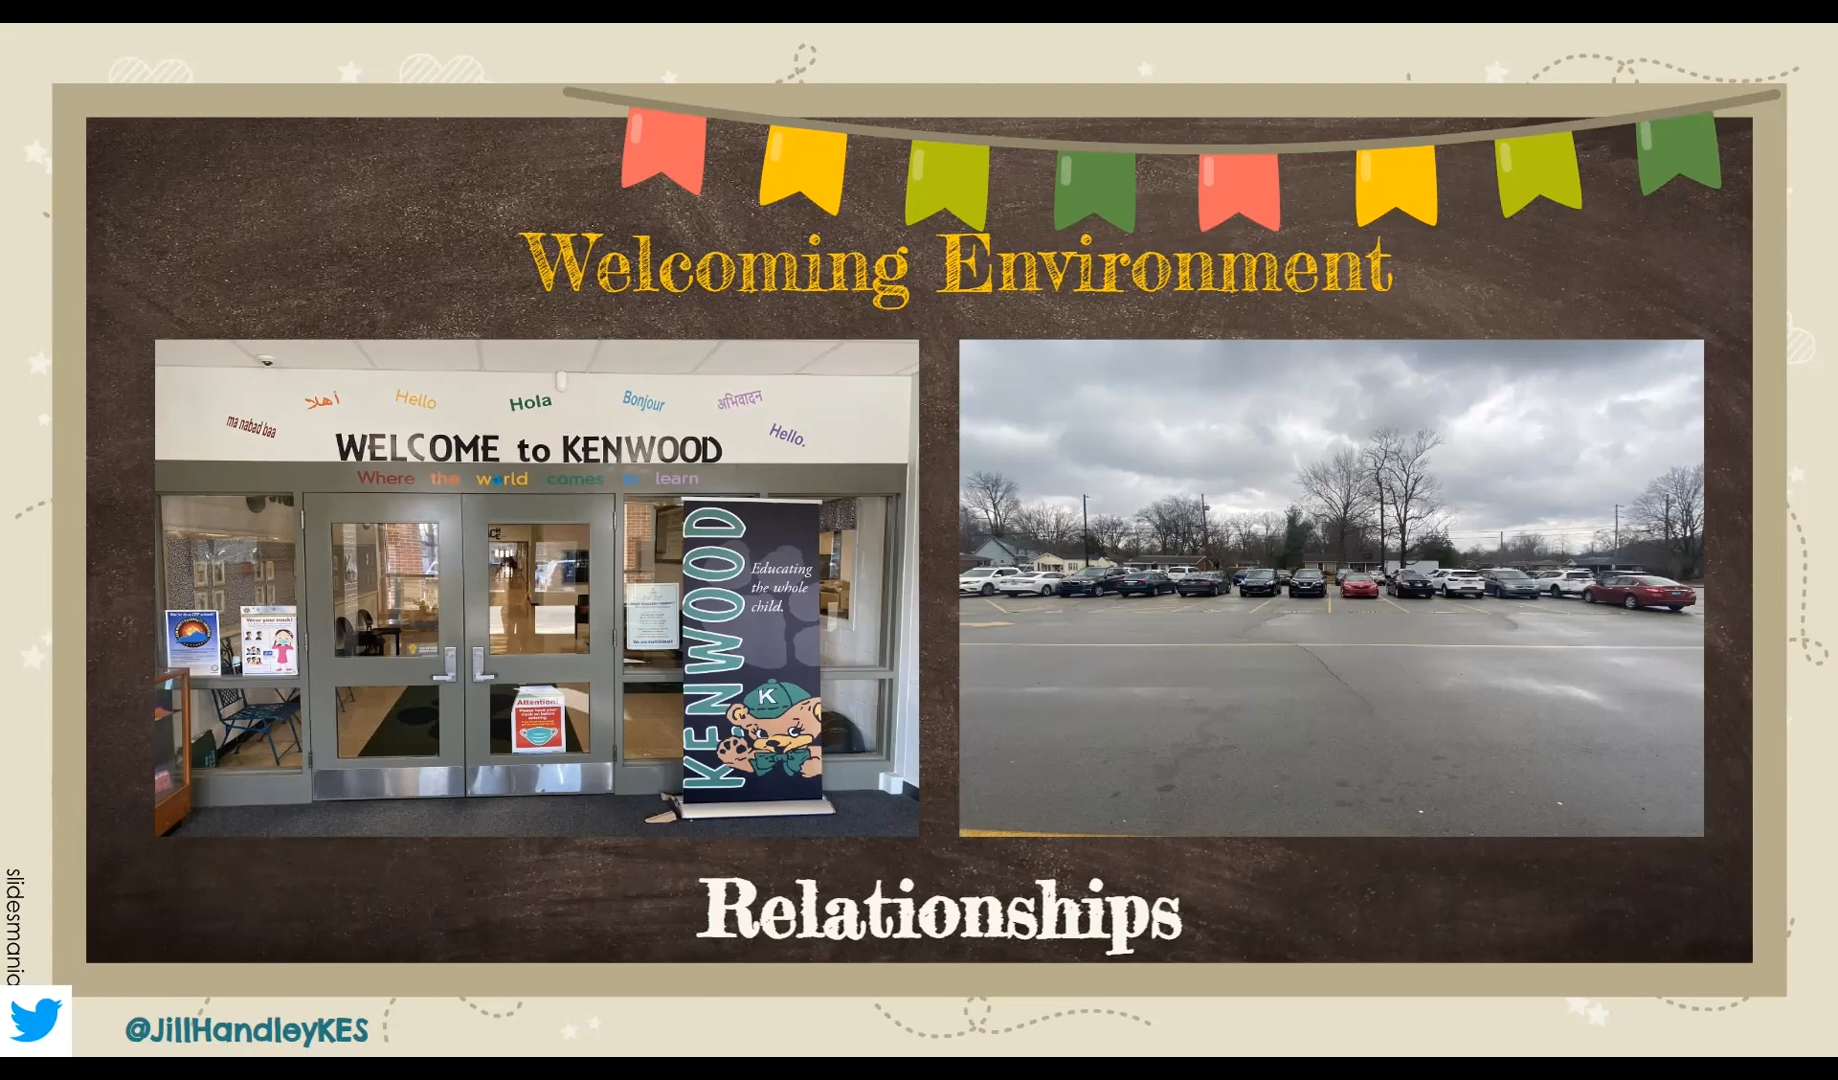 Welcoming Environment
أهلا
Hello
Hola
Bonjour
अभिवादन
ma nabad baa
Hello.
WELCOME to KENWOOD
Where the world comes to learn
KENWOOD
Educating
the whole
child.
K
Wear your mask!
Attention!
Relationships
slidesmania
@JillHandleyKES